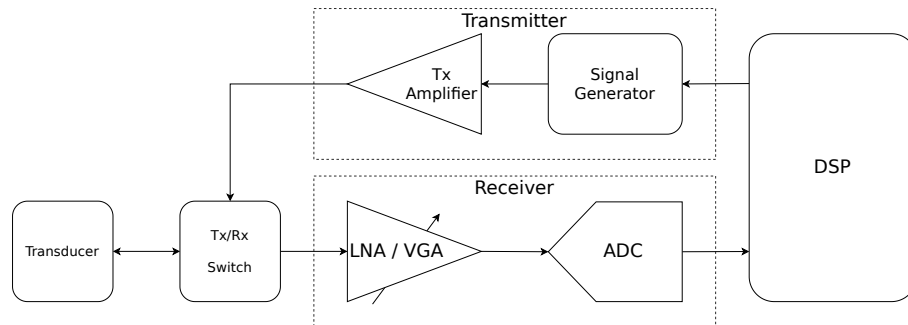 Transmitter
Tx
Amplifier
Signal
Generator
DSP
Receiver
Transducer
Tx/Rx
Switch
LNA / VGA
ADC